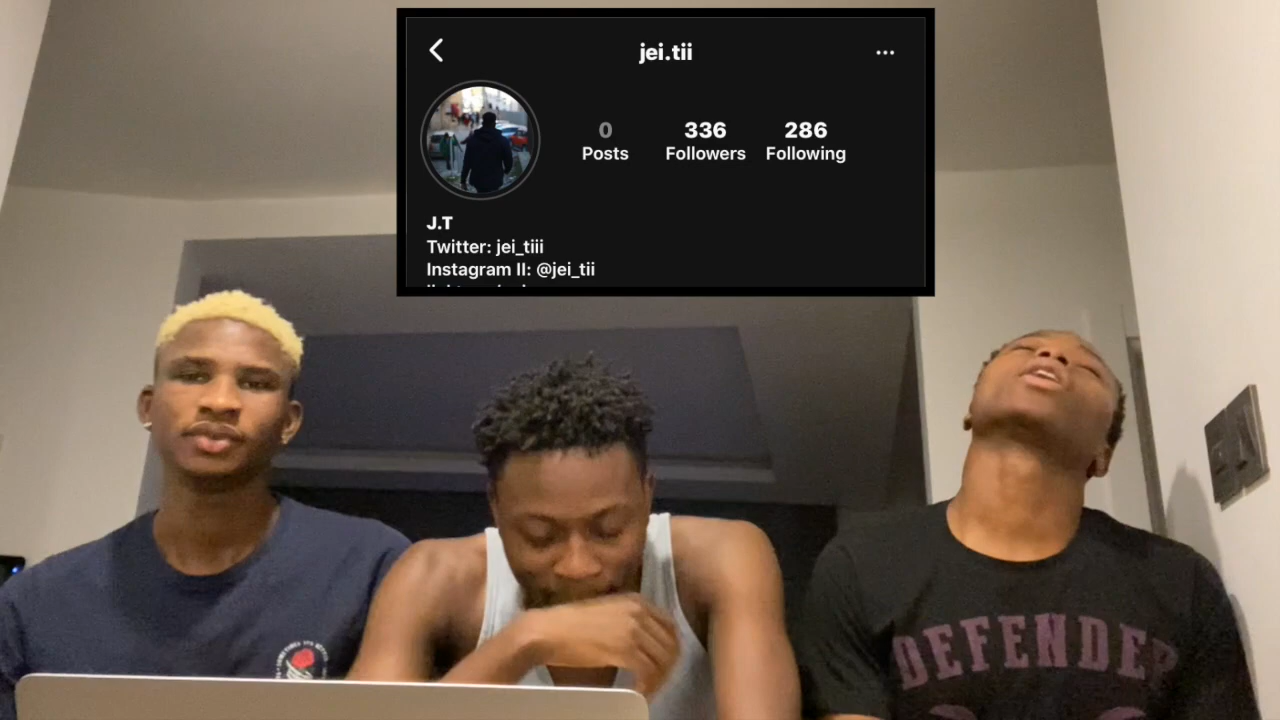 jei.tii
0 336 286
Posts Followers Following
J.T
Twitter: jei_tiii
Instagram II: @jei_tii
DEFENDER